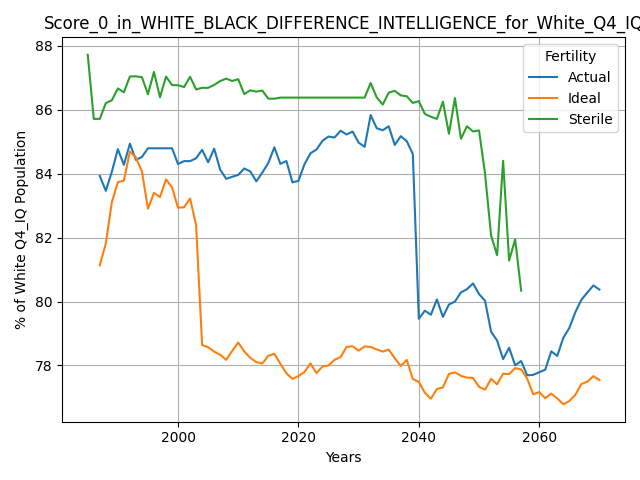 Score_0_in_WHITE_BLACK_DIFFERENCE_INTELLIGENCE_for_White_Q4_IQ
Fertility
Actual
Ideal
Sterile
% of White Q4_IQ Population
88
86
84
82
80
78
2000
2020
2040
2060
Years